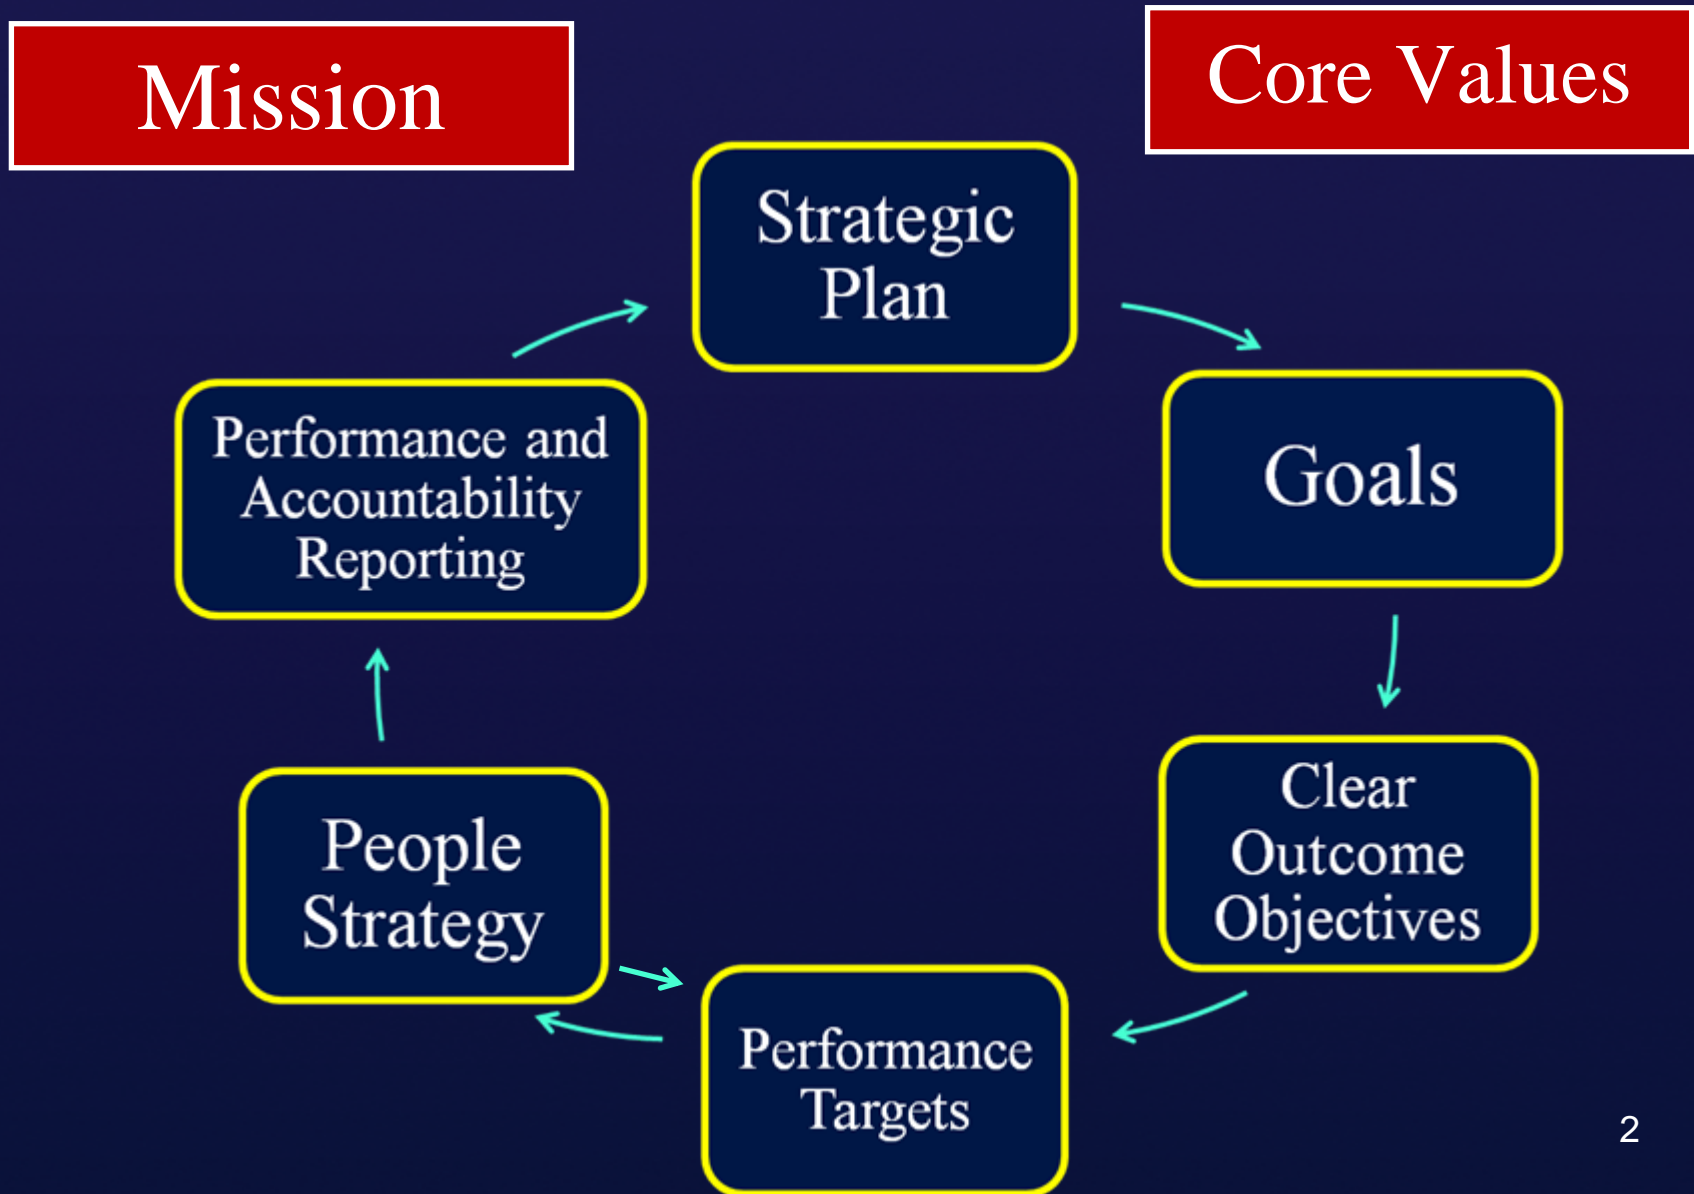 Mission
Core Values
Strategic
Plan
Goals
Clear
Outcome
Objectives
Performance
Targets
People
Strategy
Performance and
Accountability
Reporting
2